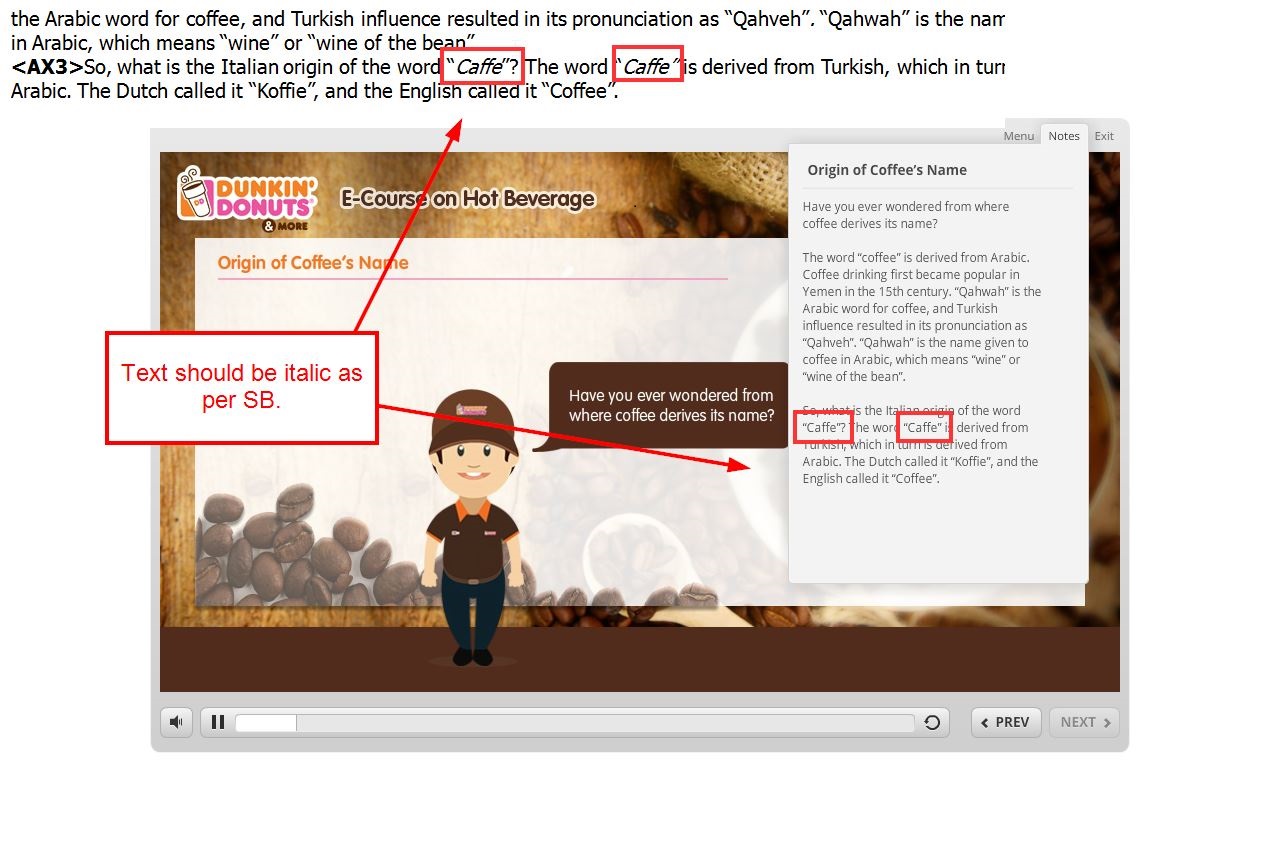 the Arabic word for coffee, and Turkish influence resulted in its pronunciation as “Qahveh”. “Qahwah” is the nam
in Arabic, which means “wine” or “wine of the bean”
<AX3>So, what is the Italian origin of the word “Caffe”? The word “Caffe” is derived from Turkish, which in turn
Arabic. The Dutch called it “Koffie”, and the English called it “Coffee”.
Menu Notes Exit
DUNKIN’
DONUTS
& MORE
E-Course on Hot Beverage
Origin of Coffee’s Name
Text should be italic as
per SB.
Have you ever wondered from
where coffee derives its name?
Origin of Coffee’s Name
Have you ever wondered from where
coffee derives its name?
The word “coffee” is derived from Arabic.
Coffee drinking first became popular in
Yemen in the 15th century. “Qahwah” is the
Arabic word for coffee, and Turkish
influence resulted in its pronunciation as
“Qahveh”. “Qahwah” is the name given to
coffee in Arabic, which means “wine” or
“wine of the bean”.
So, what is the Italian origin of the word
“Caffe”? The word “Caffe” is derived from
Turkish, which in turn is derived from
Arabic. The Dutch called it “Koffie”, and the
English called it “Coffee”.
PREV
NEXT